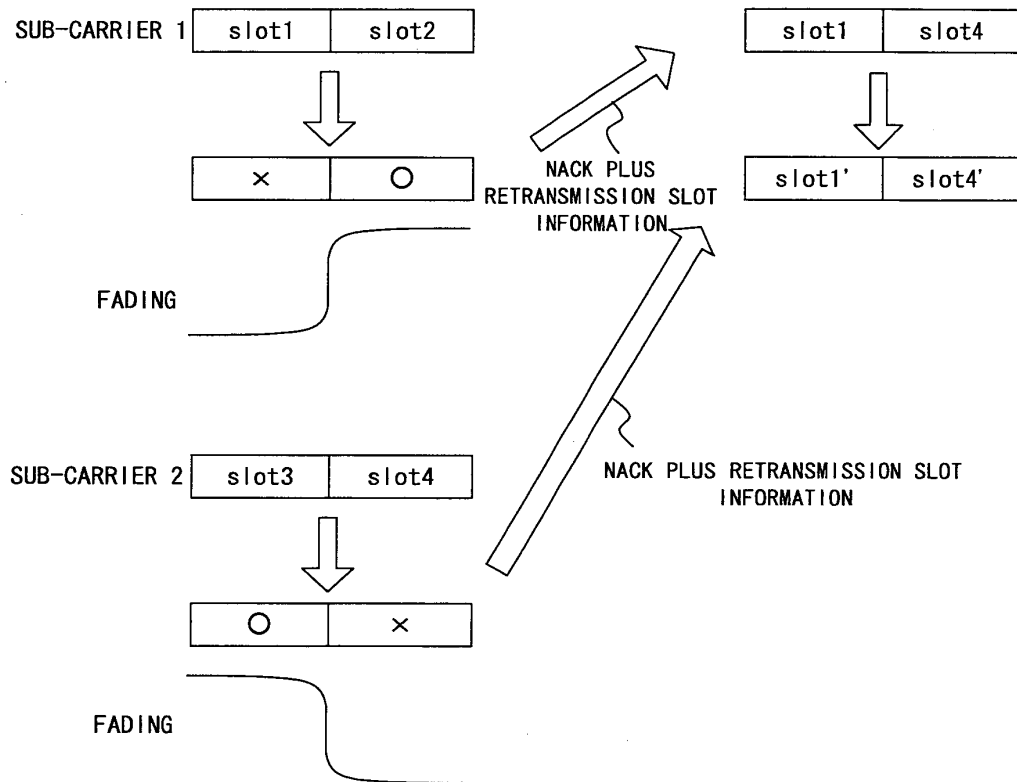 SUB-CARRIER 1
slot1 slot2
× ○
FADING
NACK PLUS
RETRANSMISSION SLOT
INFORMATION
slot1 slot4
slot1' slot4'
SUB-CARRIER 2
slot3 slot4
○ ×
FADING
NACK PLUS RETRANSMISSION SLOT
INFORMATION